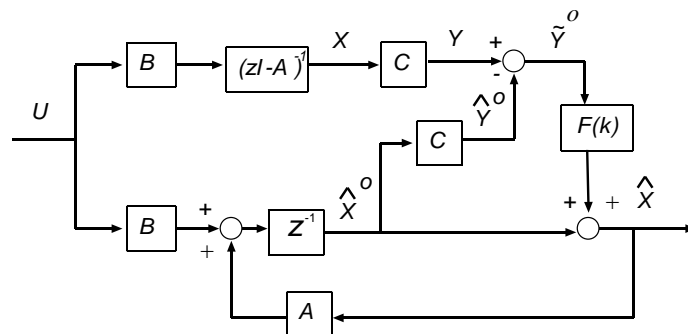 X
Y
+
Ỹ°
B
(zI-A)⁻¹
C
-
U
Ŷ°
F(k)
C
X̂°
+
+
X̂
B
+
+
z⁻¹
A